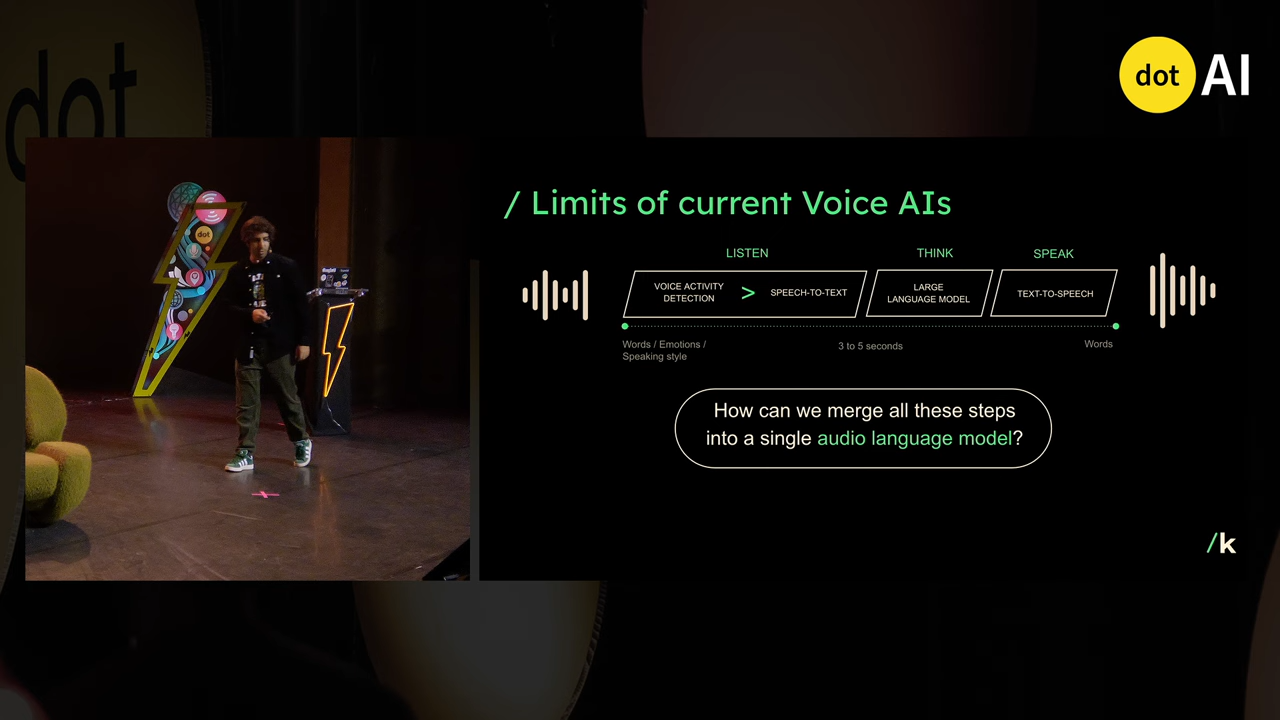 dot
dot AI
dot
/ Limits of current Voice AIs
LISTEN
THINK
SPEAK
VOICE ACTIVITY
DETECTION
>
SPEECH-TO-TEXT
LARGE
LANGUAGE MODEL
TEXT-TO-SPEECH
Words / Emotions /
Speaking style
3 to 5 seconds
Words
How can we merge all these steps
into a single audio language model?
/k